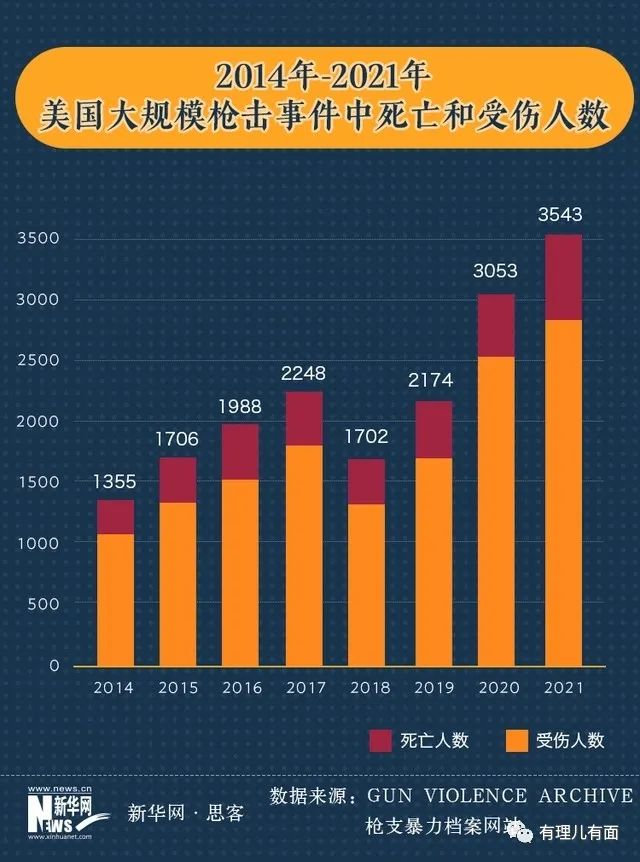 2014年-2021年
美国大规模枪击事件中死亡和受伤人数
3543
3500
3053
3000
2500
2248
2174
1988
2000
1706
1702
1500
1355
1000
500
0
2014 2015 2016 2017 2018 2019 2020 2021
死亡人数 受伤人数
www.news.cn
新华网
NEWS
www.xinhuanet.com
新华网·思客
数据来源：GUN VIOLENCE ARCHIVE
枪支暴力档案网站
有理儿有面